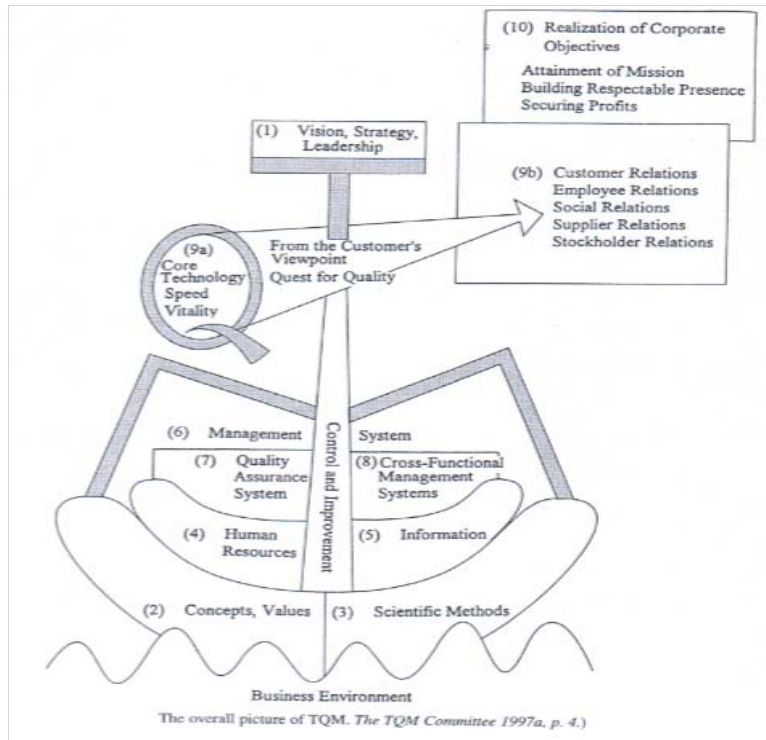 (10) Realization of Corporate
Objectives
Attainment of Mission
Building Respectable Presence
Securing Profits
(1) Vision, Strategy,
Leadership
(9b) Customer Relations
Employee Relations
Social Relations
Supplier Relations
Stockholder Relations
(9a)
Core
Technology
Speed
Vitality
From the Customer's
Viewpoint
Quest for Quality
Control and Improvement
(6) Management System
(7) Quality
Assurance
System
(8) Cross-Functional
Management
Systems
(4) Human
Resources
(5) Information
(2) Concepts, Values
(3) Scientific Methods
Business Environment
The overall picture of TQM. The TQM Committee 1997a, p. 4.)